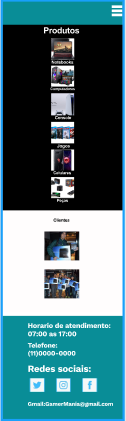 Produtos
Notebooks
Computadores
Console
Jogos
Celulares
Peças
Clientes
Horario de atendimento:
07:00 as 17:00
Telefone:
(11)0000-0000
Redes sociais:
Gmail:GamerMania@gmail.com